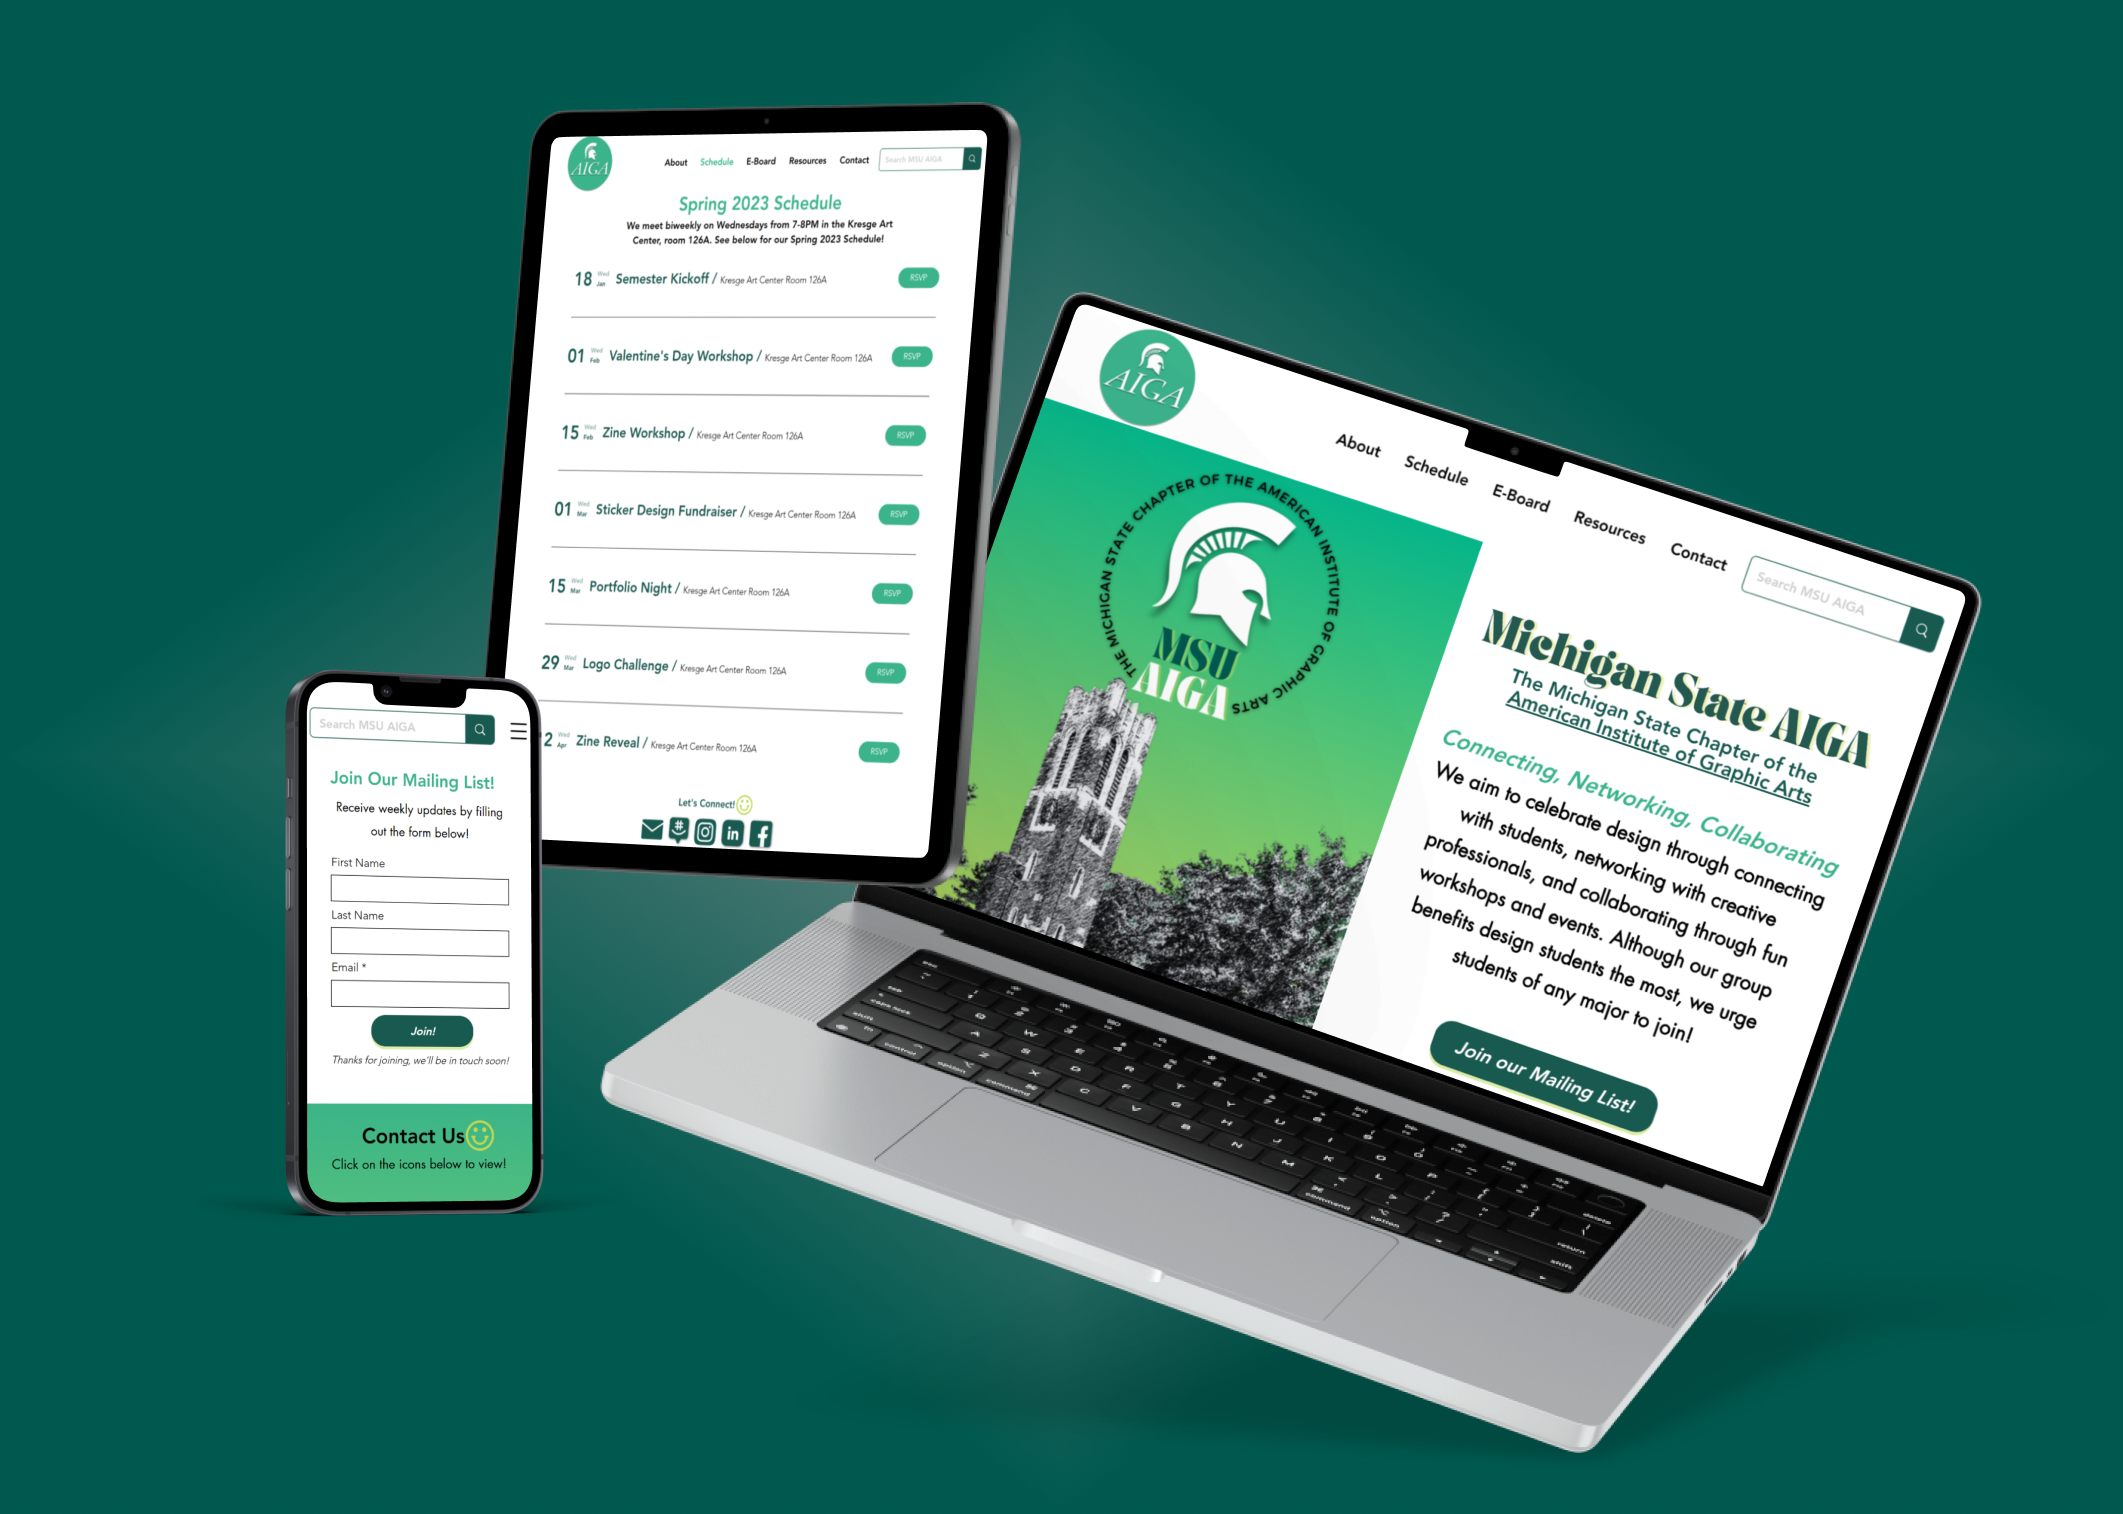 AIGA
About Schedule E-Board Resources Contact Search MSU AIGA
Spring 2023 Schedule
We meet biweekly on Wednesdays from 7-8PM in the Kresge Art
Center, room 126A. See below for our Spring 2023 Schedule!
18 Wed Jan Semester Kickoff / Kresge Art Center Room 126A RSVP
01 Wed Feb Valentine's Day Workshop / Kresge Art Center Room 126A RSVP
15 Wed Feb Zine Workshop / Kresge Art Center Room 126A RSVP
01 Wed Mar Sticker Design Fundraiser / Kresge Art Center Room 126A RSVP
15 Wed Mar Portfolio Night / Kresge Art Center Room 126A RSVP
29 Wed Mar Logo Challenge / Kresge Art Center Room 126A RSVP
2 Wed Apr Zine Reveal / Kresge Art Center Room 126A RSVP
Let's Connect!
in f
Search MSU AIGA
Join Our Mailing List!
Receive weekly updates by filling
out the form below!
First Name
Last Name
Email *
Join!
Thanks for joining, we'll be in touch soon!
Contact Us
Click on the icons below to view!
AIGA
About Schedule E-Board Resources Contact Search MSU AIGA
THE MICHIGAN STATE CHAPTER OF THE AMERICAN INSTITUTE OF GRAPHIC ARTS
MSU
AIGA
Michigan State AIGA
The Michigan State Chapter of the
American Institute of Graphic Arts
Connecting, Networking, Collaborating
We aim to celebrate design through connecting
with students, networking with creative
professionals, and collaborating through fun
workshops and events. Although our group
benefits design students the most, we urge
students of any major to join!
Join our Mailing List!